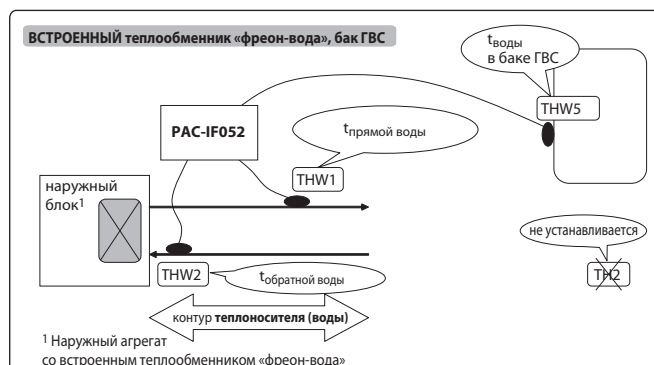 ВСТРОЕННЫЙ теплообменник «фреон-вода», бак ГВС
tводы
в баке ГВС
THW5
PAC-IF052
tпрямой воды
THW1
наружный
блок1
не устанавливается
TH2
THW2
tобратной воды
контур теплоносителя (воды)
1 Наружный агрегат
со встроенным теплообменником «фреон-вода»